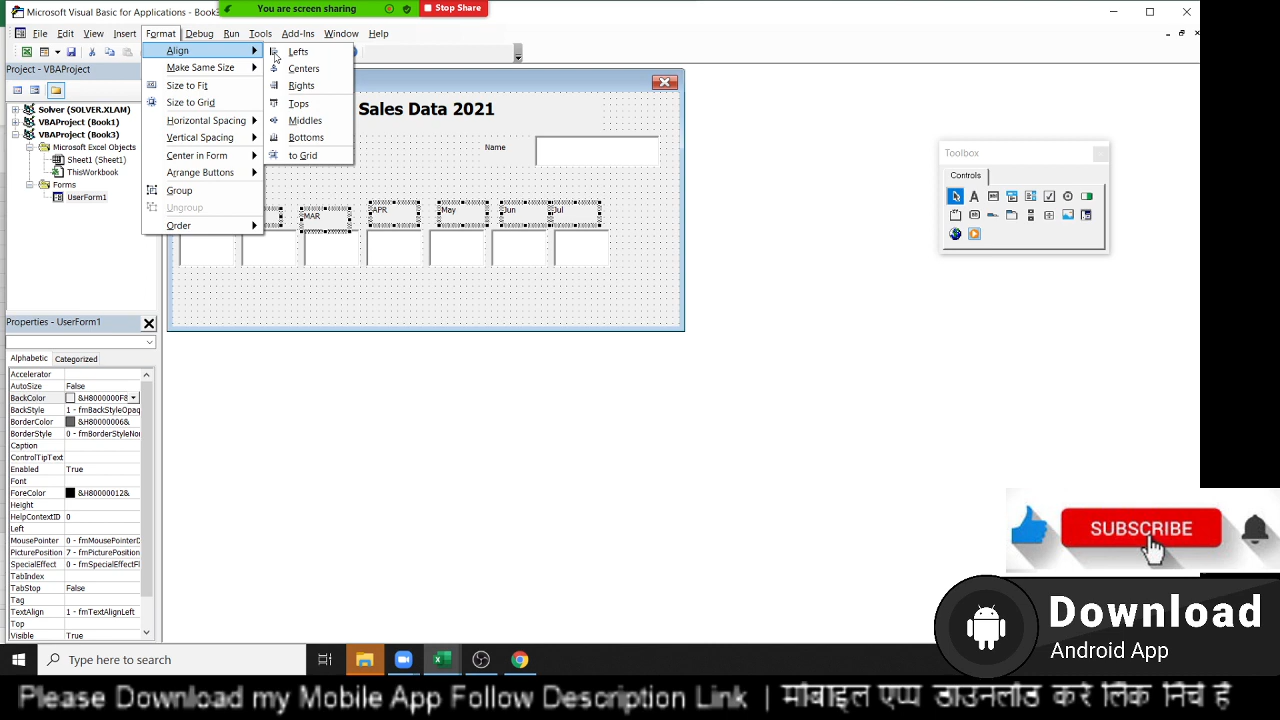 Microsoft Visual Basic for Applications - Book3
You are screen sharing
Stop Share
File Edit View Insert Format Debug Run Tools Add-Ins Window Help
Align
Make Same Size
Size to Fit
Size to Grid
Horizontal Spacing
Vertical Spacing
Center in Form
Arrange Buttons
Group
Ungroup
Order
Lefts
Centers
Rights
Tops
Middles
Bottoms
to Grid
Project - VBAProject
Solver (SOLVER.XLAM)
VBAProject (Book1)
VBAProject (Book3)
Microsoft Excel Objects
Sheet1 (Sheet1)
ThisWorkbook
Forms
UserForm1
Sales Data 2021
Name
MAR APR May Jun Jul
Toolbox
Controls
Properties - UserForm1
Alphabetic Categorized
Accelerator
AutoSize False
BackColor &H8000000F&
BackStyle 1 - fmBackStyleOpaq
BorderColor &H80000006&
BorderStyle 0 - fmBorderStyleNor
Caption
ControlTipText
Enabled True
Font
ForeColor &H80000012&
Height
HelpContextID 0
Left
MousePointer 0 - fmMousePointerD
PicturePosition 7 - fmPicturePosition
SpecialEffect 0 - fmSpecialEffectFl
TabIndex
TabStop False
Tag
TextAlign 1 - fmTextAlignLeft
Top
Visible True
SUBSCRIBE
Download
Android App
Type here to search
Please Download my Mobile App Follow Description Link | मोबाइल एप्प डाउनलोड करे लिंक निचे है